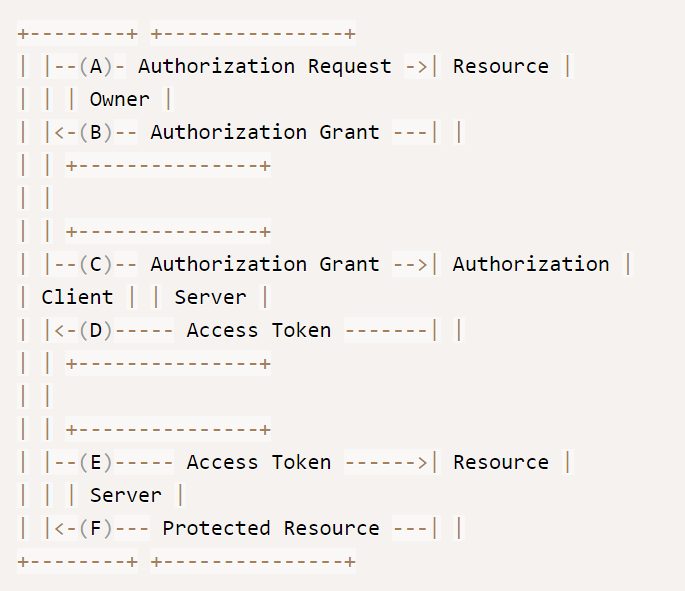 +--------+ +---------------+
| |--(A)- Authorization Request ->| Resource |
| | | Owner |
| |<-(B)-- Authorization Grant ---| |
| | +---------------+
| |
| | +---------------+
| |--(C)-- Authorization Grant -->| Authorization |
| Client | | Server |
| |<-(D)----- Access Token -------| |
| | +---------------+
| |
| | +---------------+
| |--(E)----- Access Token ------>| Resource |
| | | Server |
| |<-(F)--- Protected Resource ---| |
+--------+ +---------------+